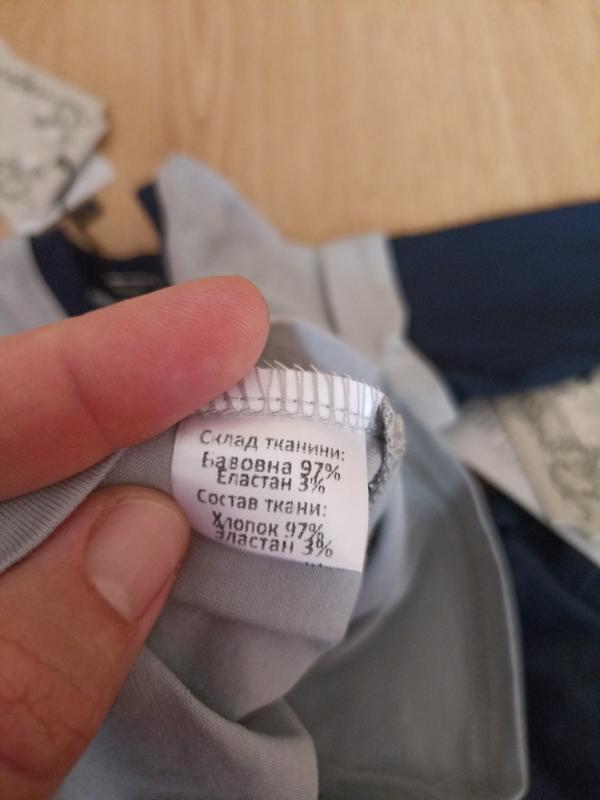 Склад тканини:
Бавовна 97%
Еластан 3%
Состав ткани:
Хлопок 97%
Эластан 3%